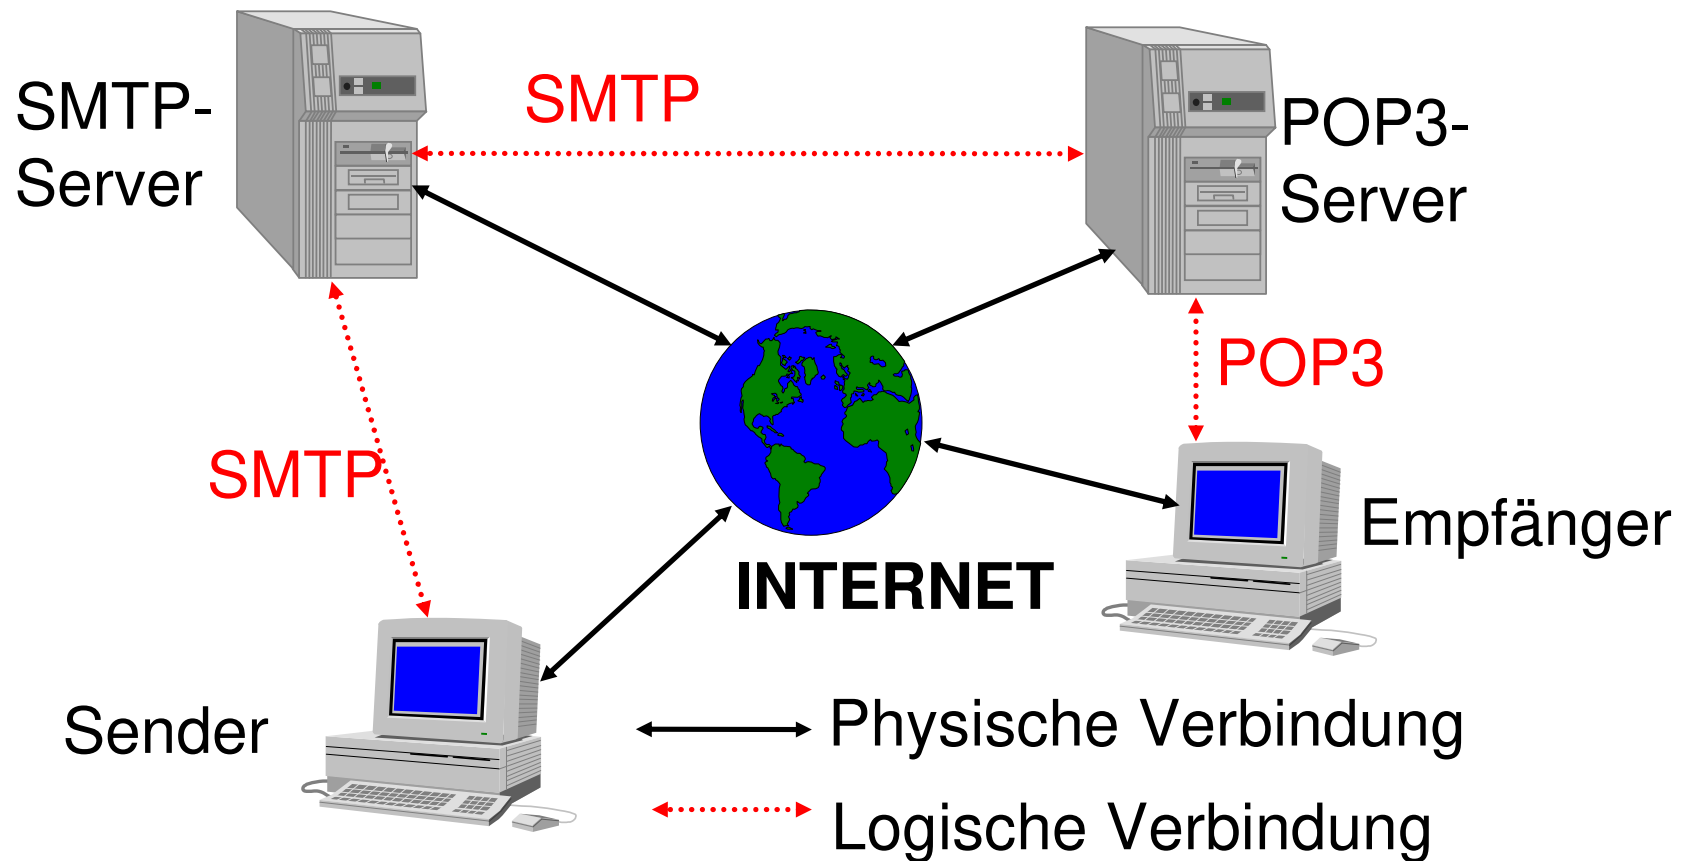 SMTP-
Server
SMTP
POP3-
Server
POP3
SMTP
Empfänger
INTERNET
Sender
Physische Verbindung
Logische Verbindung